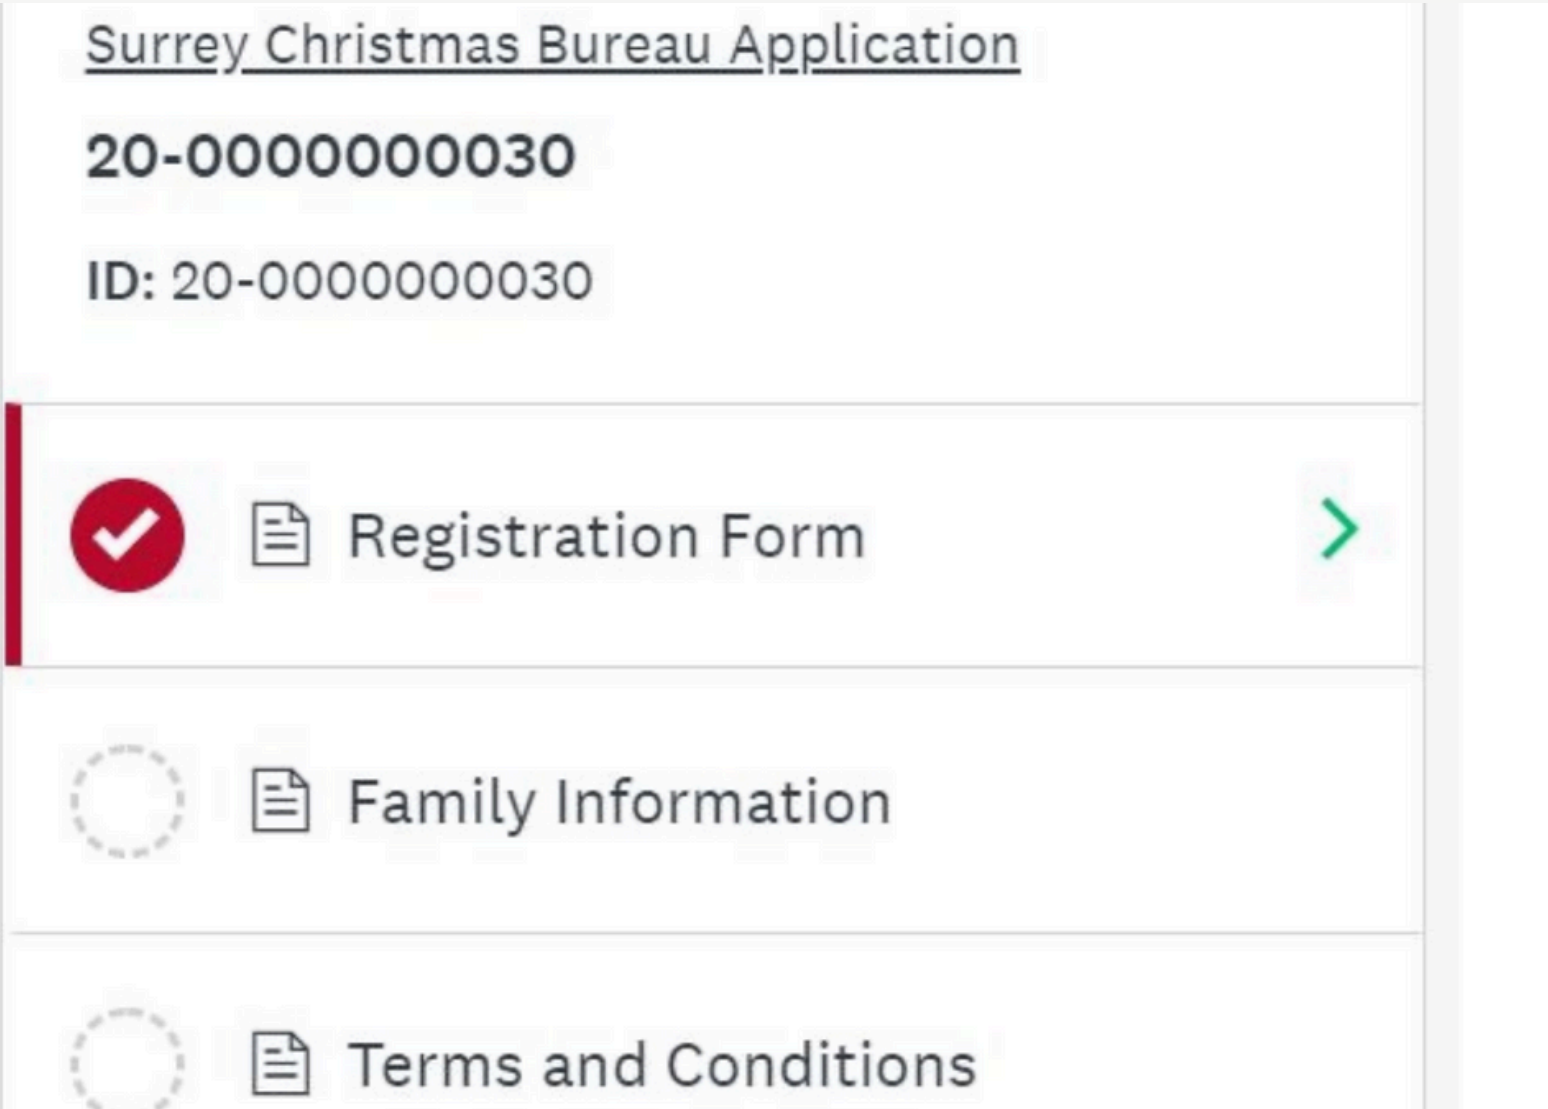 Surrey Christmas Bureau Application
20-0000000030
ID: 20-0000000030
Registration Form
Family Information
Terms and Conditions